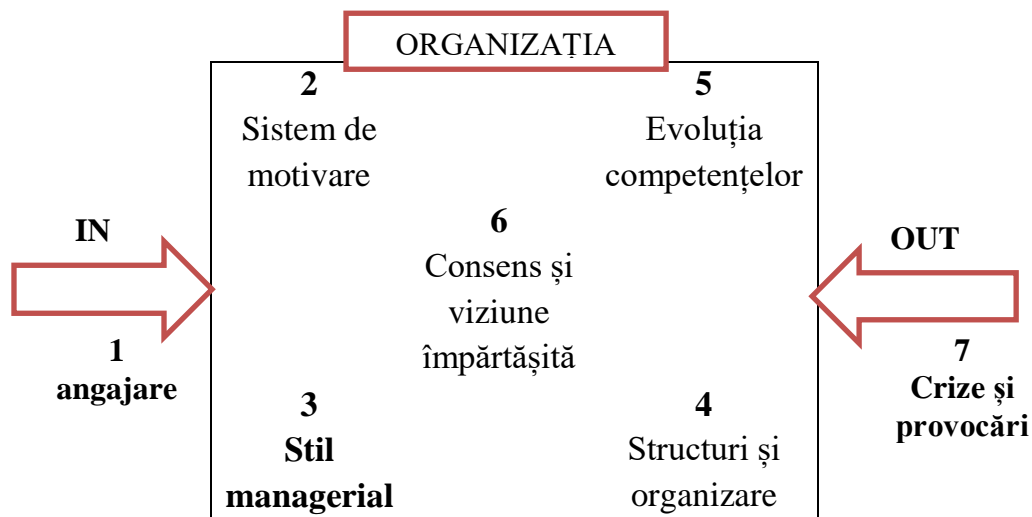 ORGANIZAȚIA
2
Sistem de
motivare
5
Evoluția
competențelor
IN
6
Consens și
viziune
împărtășită
OUT
1
angajare
7
Crize și
provocări
3
Stil
managerial
4
Structuri și
organizare